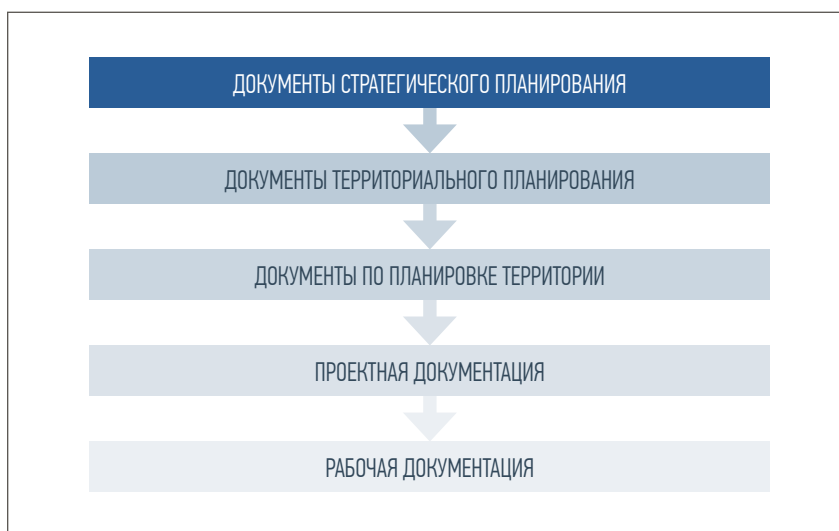 ДОКУМЕНТЫ СТРАТЕГИЧЕСКОГО ПЛАНИРОВАНИЯ
ДОКУМЕНТЫ ТЕРРИТОРИАЛЬНОГО ПЛАНИРОВАНИЯ
ДОКУМЕНТЫ ПО ПЛАНИРОВКЕ ТЕРРИТОРИИ
ПРОЕКТНАЯ ДОКУМЕНТАЦИЯ
РАБОЧАЯ ДОКУМЕНТАЦИЯ